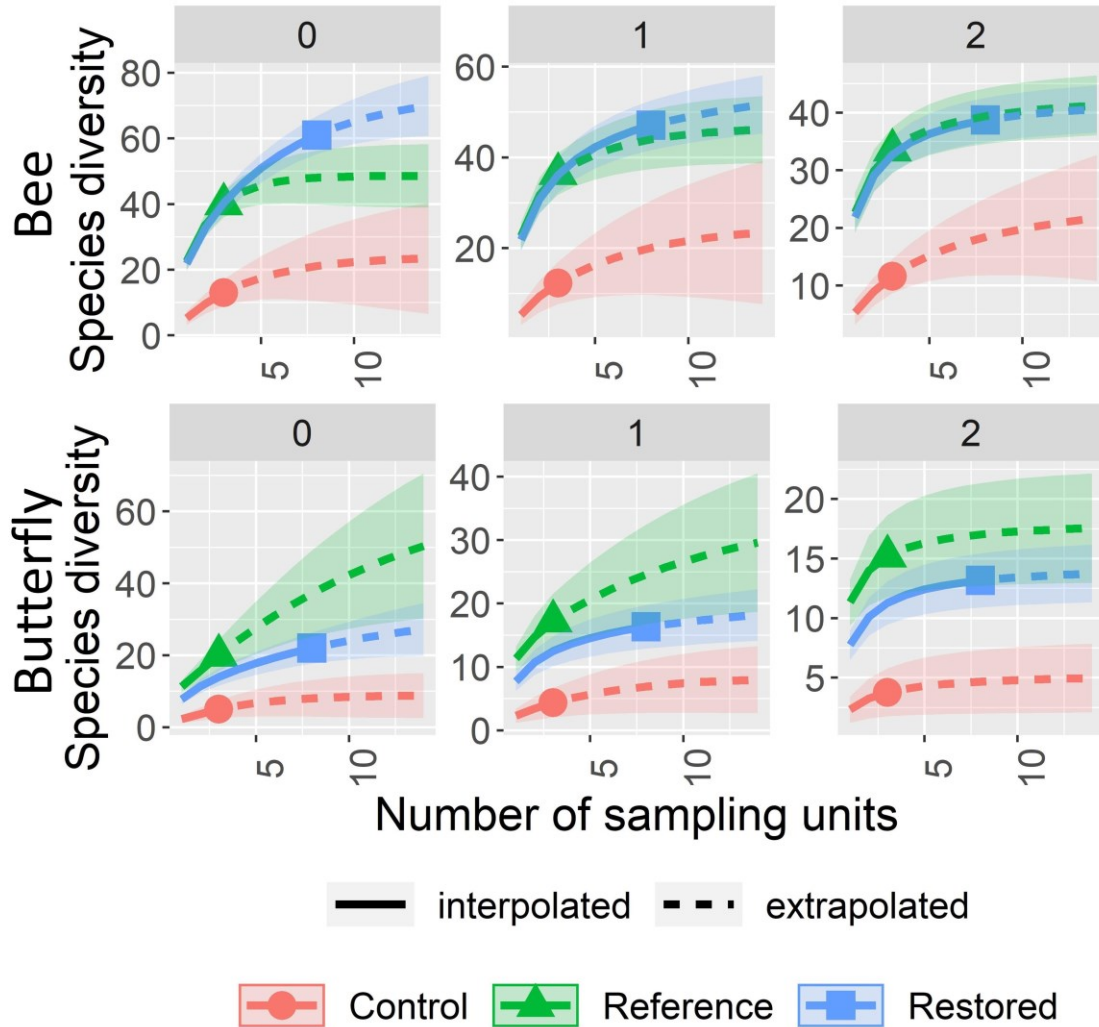 0 1 2
Bee
Species diversity
80
60
40
20
0
60
40
20
40
30
20
10
5 10 5 10 5 10
0 1 2
Butterfly
Species diversity
60
40
20
0
40
30
20
10
0
20
15
10
5
5 10 5 10 5 10
Number of sampling units
interpolated extrapolated
Control Reference Restored